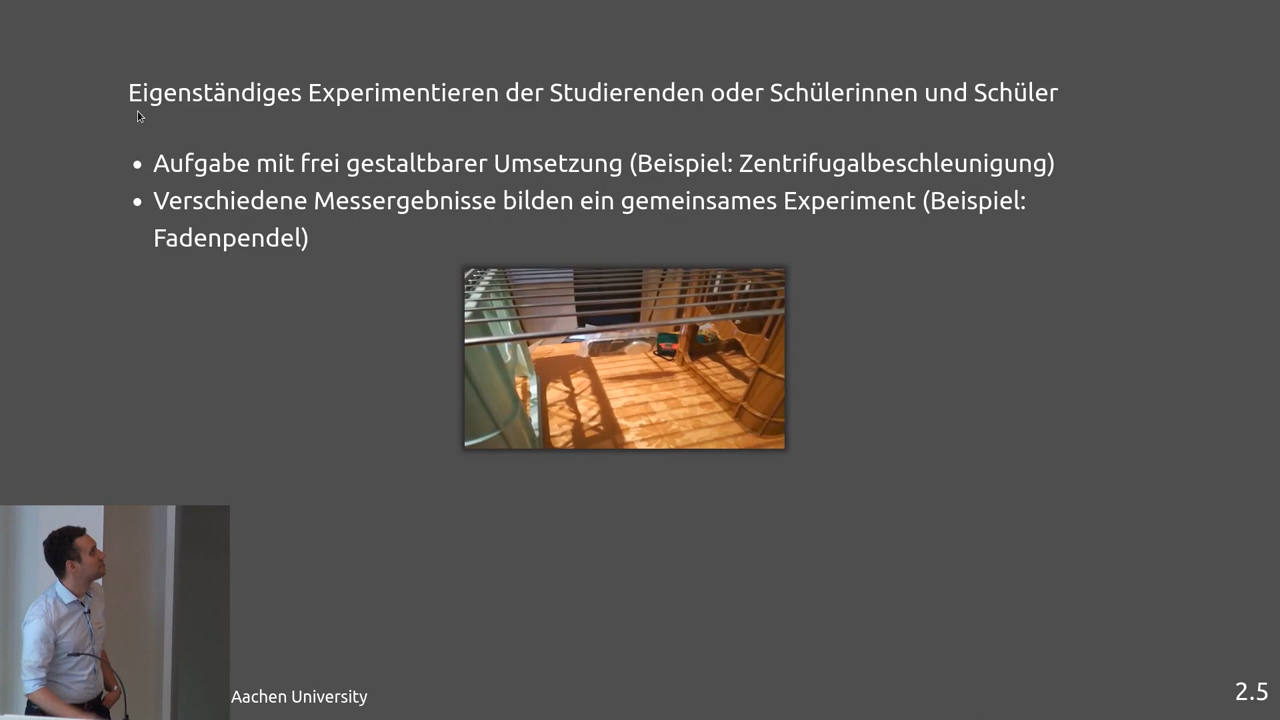 Eigenständiges Experimentieren der Studierenden oder Schülerinnen und Schüler
• Aufgabe mit frei gestaltbarer Umsetzung (Beispiel: Zentrifugalbeschleunigung)
• Verschiedene Messergebnisse bilden ein gemeinsames Experiment (Beispiel:
Fadenpendel)
Aachen University
2.5